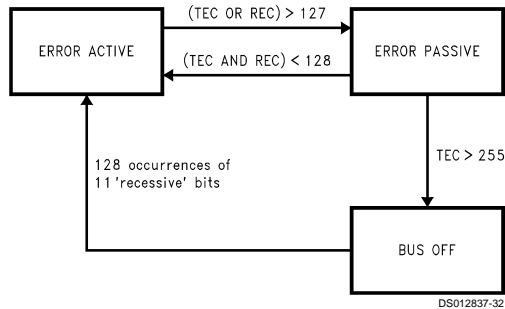 (TEC OR REC) > 127
ERROR ACTIVE
ERROR PASSIVE
(TEC AND REC) < 128
128 occurrences of
11 'recessive' bits
TEC > 255
BUS OFF
DS012837-32